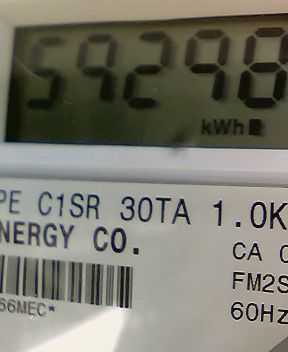 59298
kWh
PE C1SR 30TA 1.0K
NERGY CO.
CA
FM2S
66MEC*
60Hz